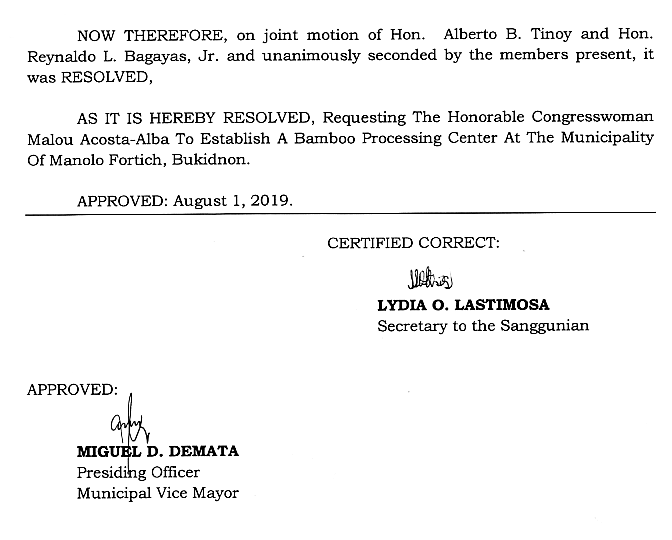 NOW THEREFORE, on joint motion of Hon. Alberto B. Tinoy and Hon.
Reynaldo L. Bagayas, Jr. and unanimously seconded by the members present, it
was RESOLVED,
AS IT IS HEREBY RESOLVED, Requesting The Honorable Congresswoman
Malou Acosta-Alba To Establish A Bamboo Processing Center At The Municipality
Of Manolo Fortich, Bukidnon.
APPROVED: August 1, 2019.
CERTIFIED CORRECT:
LYDIA O. LASTIMOSA
Secretary to the Sanggunian
APPROVED:
MIGUEL D. DEMATA
Presiding Officer
Municipal Vice Mayor